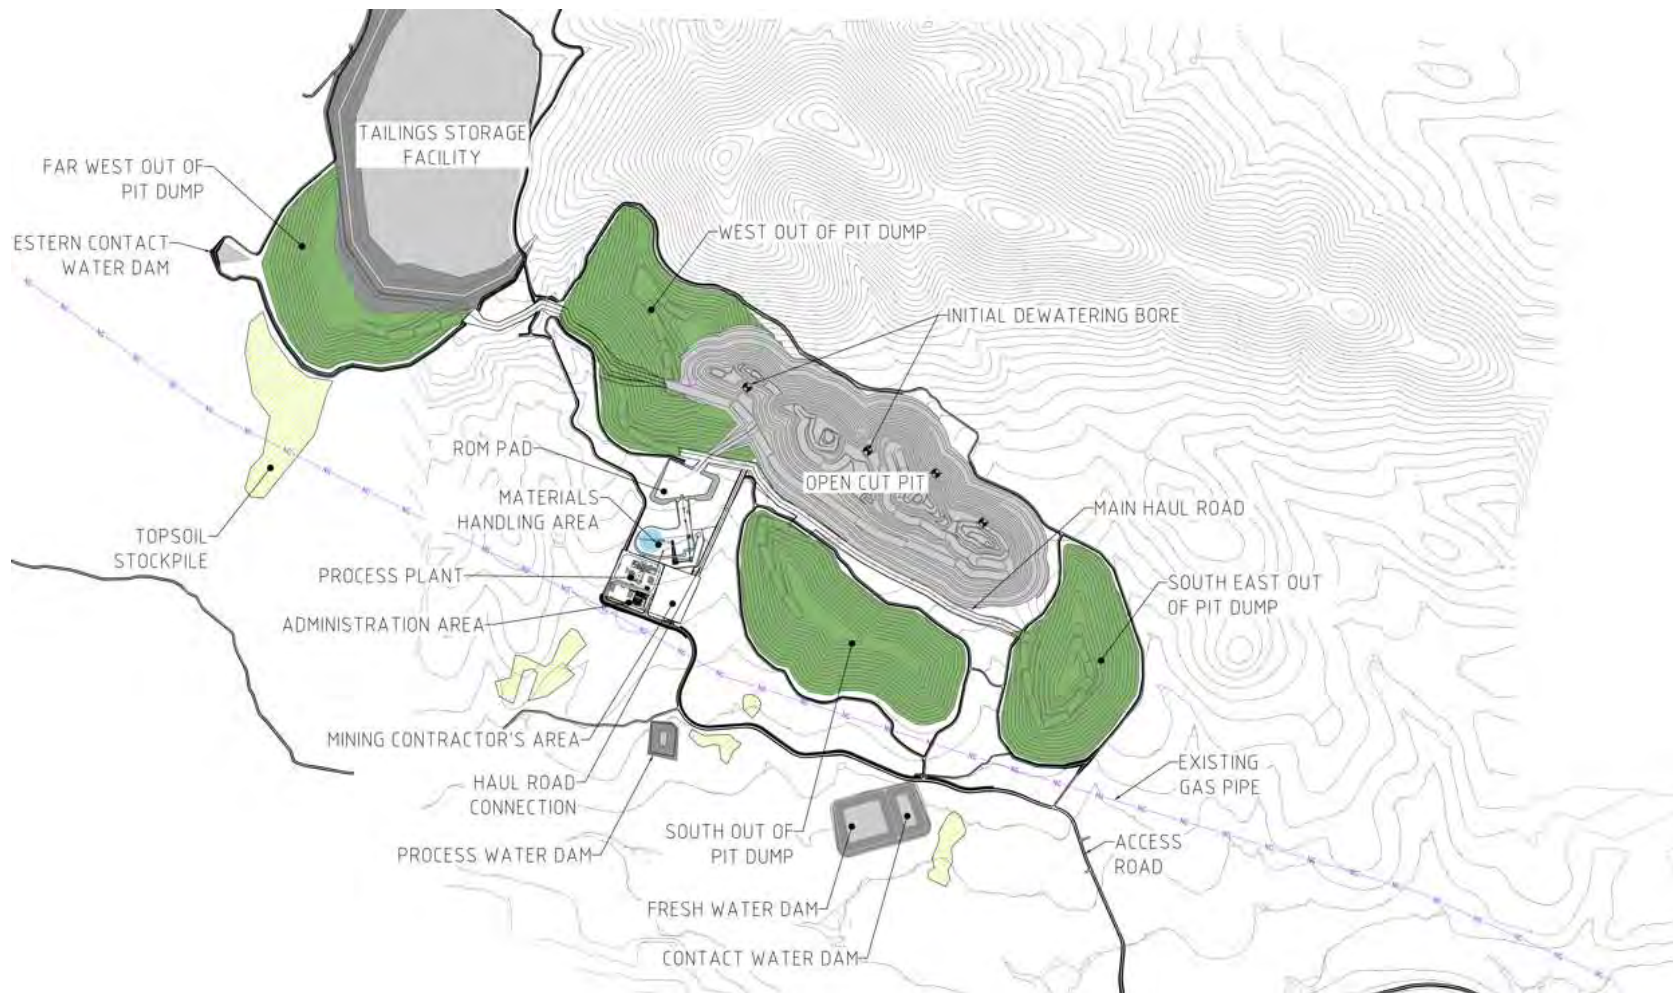 TAILINGS STORAGE
FACILITY
FAR WEST OUT OF
PIT DUMP
ESTERN CONTACT
WATER DAM
WEST OUT OF PIT DUMP
INITIAL DEWATERING BORE
ROM PAD
OPEN CUT PIT
MATERIALS
HANDLING AREA
MAIN HAUL ROAD
TOPSOIL
STOCKPILE
PROCESS PLANT
SOUTH EAST OUT
OF PIT DUMP
ADMINISTRATION AREA
MINING CONTRACTOR'S AREA
HAUL ROAD
CONNECTION
EXISTING
GAS PIPE
SOUTH OUT OF
PIT DUMP
PROCESS WATER DAM
ACCESS
ROAD
FRESH WATER DAM
CONTACT WATER DAM